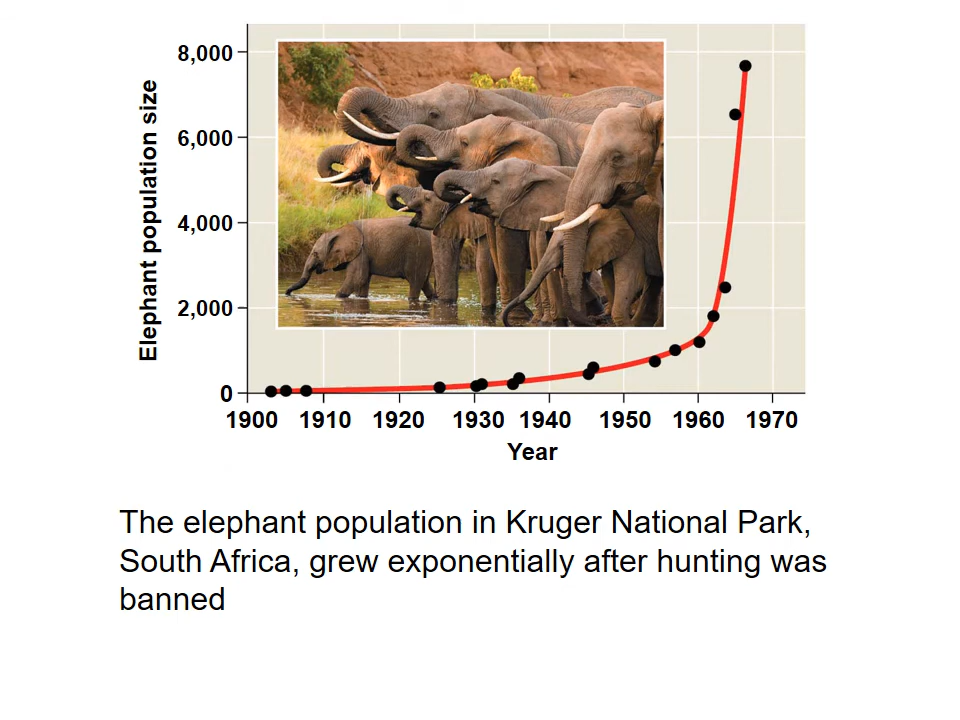 8,000
6,000
4,000
2,000
0
Elephant population size
1900 1910 1920 1930 1940 1950 1960 1970
Year
The elephant population in Kruger National Park,
South Africa, grew exponentially after hunting was
banned